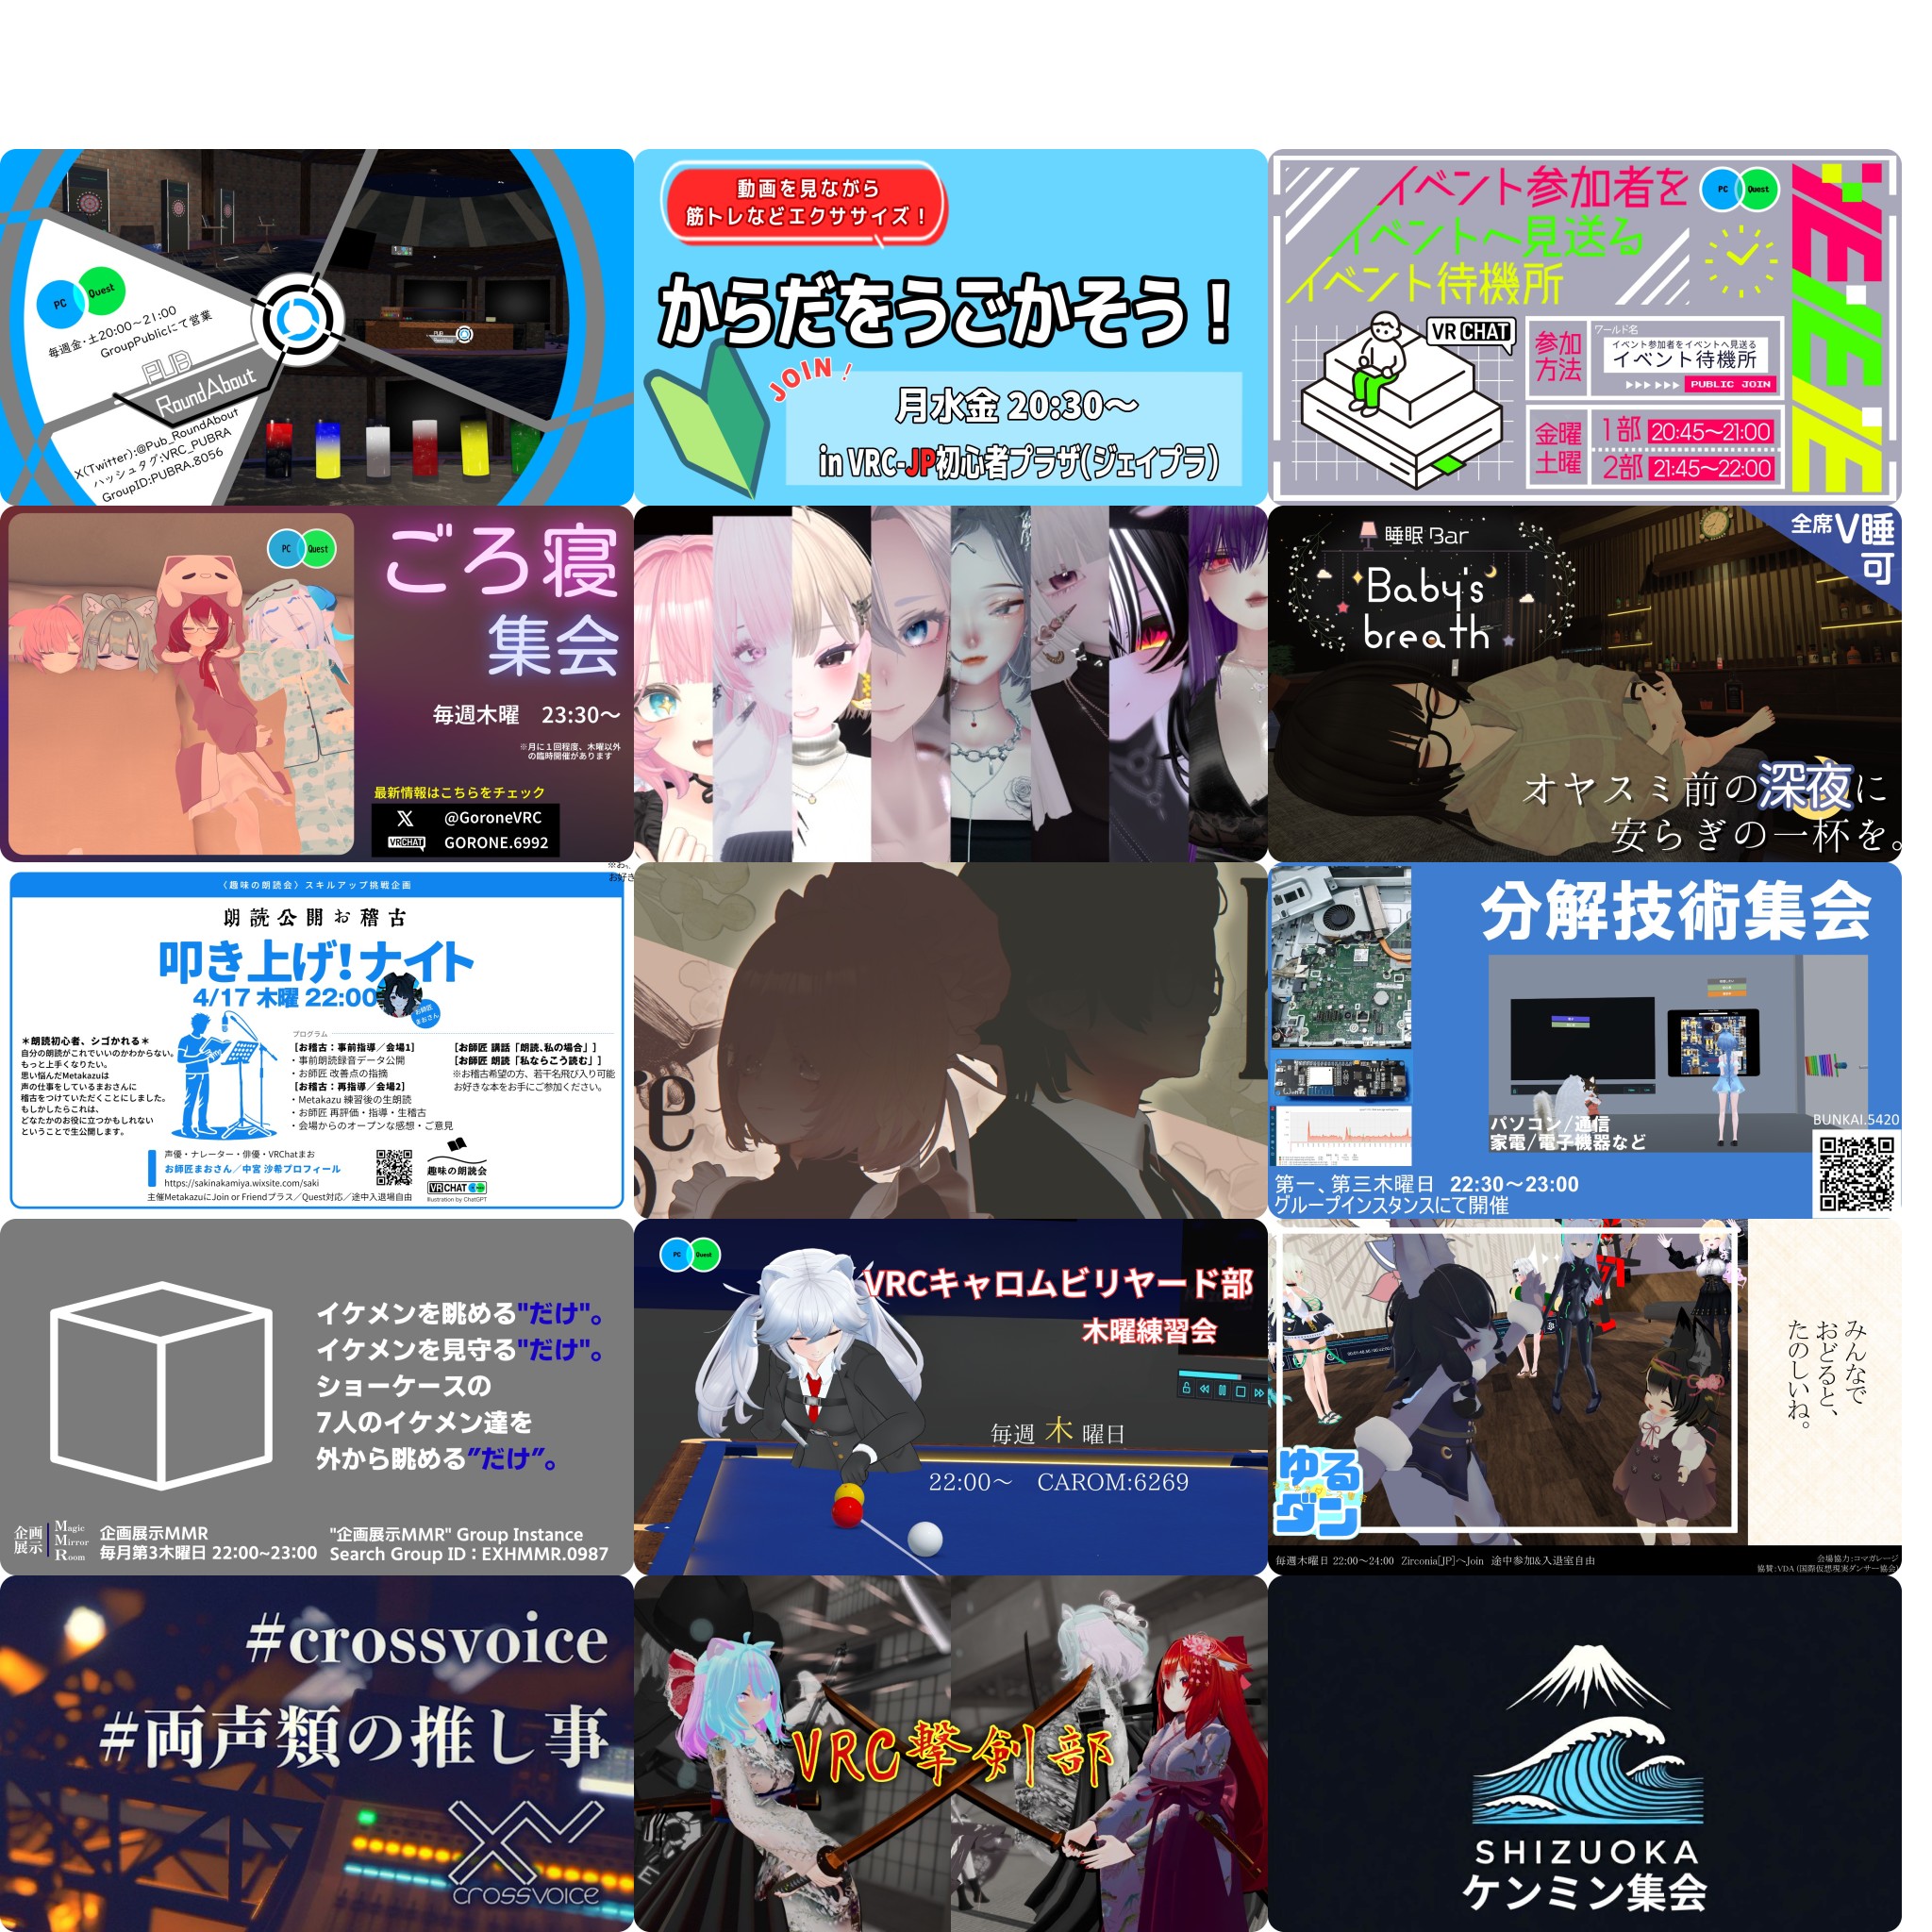 PC Quest
毎週金・土20:00～21:00
GroupPublicにて営業
PUB
RoundAbout
X(Twitter):@Pub_RoundAbout
ハッシュタグ:VRC_PUBRA
GroupID:PUBRA.8056
動画を見ながら
筋トレなどエクササイズ！
からだをうごかそう！
JOIN！
月水金 20:30～
in VRC-JP初心者プラザ(ジェイプラ)
イベント参加者を
イベントへ見送る
イベント待機所
PC Quest
VRCHAT
参加
方法
ワールド名
イベント参加者をイベントへ見送る
イベント待機所
PUBLIC JOIN
金曜
土曜
1部 20:45～21:00
2部 21:45～22:00
PC Quest
ごろ寝
集会
毎週木曜 23:30～
※月に１回程度、木曜以外
の臨時開催があります
最新情報はこちらをチェック
X @GoroneVRC
VRCHAT GORONE.6992
睡眠 Bar
Baby's
breath
全席V睡
可
オヤスミ前の深夜に
安らぎの一杯を。
〈趣味の朗読会〉スキルアップ挑戦企画
朗読公開お稽古
叩き上げ!ナイト
4/17 木曜 22:00
お師匠
まおさん
＊朗読初心者、シゴかれる＊
自分の朗読がこれでいいのかわからない。
もっと上手くなりたい。
思い悩んだMetakazuは
声の仕事をしているまおさんに
稽古をつけていただくことにしました。
もしかしたらこれは、
どなたかのお役に立つかもしれない
ということで生公開します。
プログラム
［お稽古：事前指導／会場1］
・事前朗読録音データ公開
・お師匠 改善点の指摘
［お稽古：再指導／会場2］
・Metakazu 練習後の生朗読
・お師匠 再評価・指導・生稽古
・会場からのオープンな感想・ご意見
［お師匠 講話「朗読、私の場合」］
［お師匠 朗読「私ならこう読む」］
※お稽古希望の方、若干名飛び入り可能
お好きな本をお手にご参加ください。
声優・ナレーター・俳優・VRChatまお
お師匠まおさん／中宮 沙希プロフィール
https://sakinakamiya.wixsite.com/saki
趣味の朗読会
VRCHAT
Illustration by ChatGPT
主催MetakazuにJoin or Friendプラス／Quest対応／途中入退場自由
※お、
お好き
e
分解技術集会
パソコン/通信
家電/電子機器など
BUNKAI.5420
第一、第三木曜日 22:30～23:00
グループインスタンスにて開催
イケメンを眺める"だけ"。
イケメンを見守る"だけ"。
ショーケースの
7人のイケメン達を
外から眺める"だけ"。
企画
展示
Magic
Mirror
Room
企画展示MMR
毎月第3木曜日 22:00~23:00
"企画展示MMR" Group Instance
Search Group ID : EXHMMR.0987
PC Quest
VRCキャロムビリヤード部
木曜練習会
毎週 木 曜日
22:00～ CAROM:6269
みんなで
おどると、
たのしいね。
ゆる
ダン
毎週木曜日 22:00～24:00 Zirconia[JP]へJoin 途中参加&入退室自由
会場協力:コマガレージ
協賛:VDA (国際仮想現実ダンサー協会)
#crossvoice
#両声類の推し事
crossvoice
VRC撃剣部
SHIZUOKA
ケンミン集会